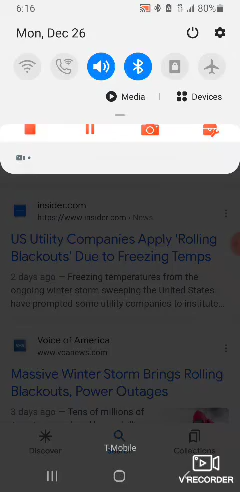 6:16
80%
Mon, Dec 26
Media
Devices
insider.com
https://www.insider.com › News
US Utility Companies Apply 'Rolling
Blackouts' Due to Freezing Temps
2 days ago — Freezing temperatures from the
ongoing winter storm sweeping the United States
have prompted some utility companies to institute...
Voice of America
www.voanews.com
Massive Winter Storm Brings Rolling
Blackouts, Power Outages
3 days ago — Tens of millions of
Discover
T-Mobile
Collections
VRECORDER